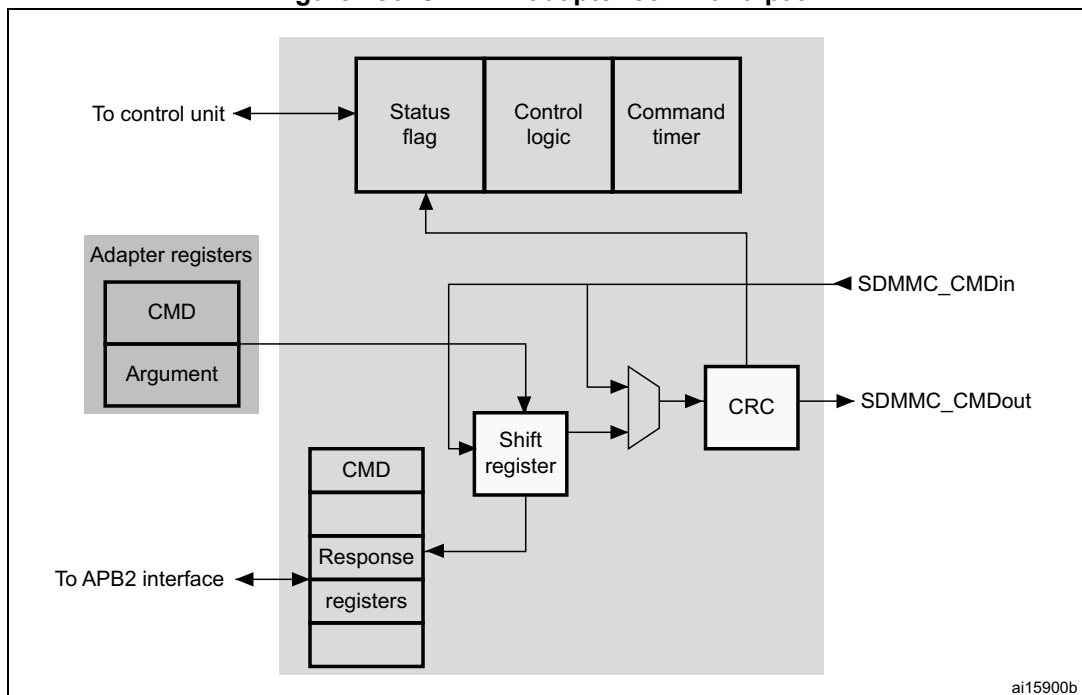 To control unit
Status
flag
Control
logic
Command
timer
Adapter registers
CMD
Argument
SDMMC_CMDin
CRC
SDMMC_CMDout
Shift
register
CMD
Response
registers
To APB2 interface
ai15900b